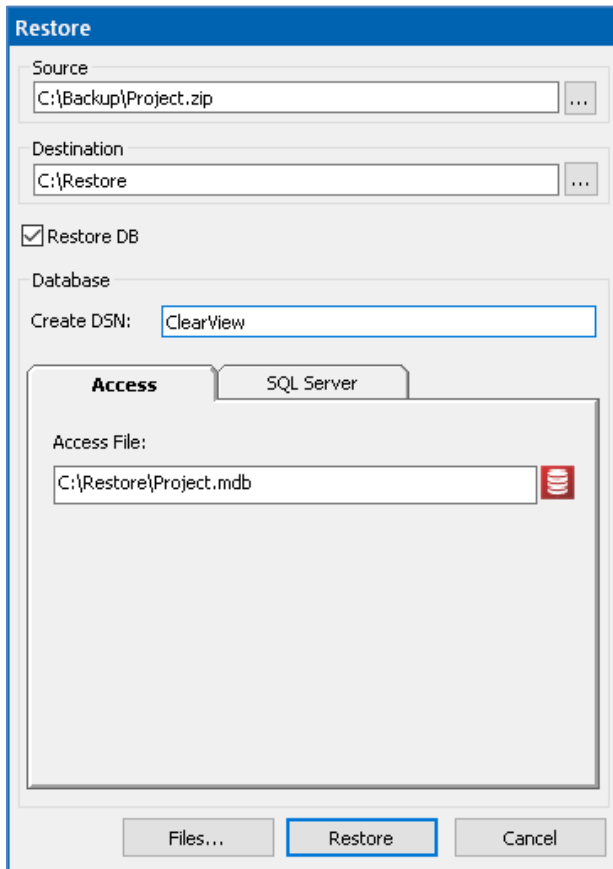 Restore
Source
C:\Backup\Project.zip
...
Destination
C:\Restore
...
Restore DB
Database
Create DSN: ClearView
Access SQL Server
Access File:
C:\Restore\Project.mdb
Files... Restore Cancel